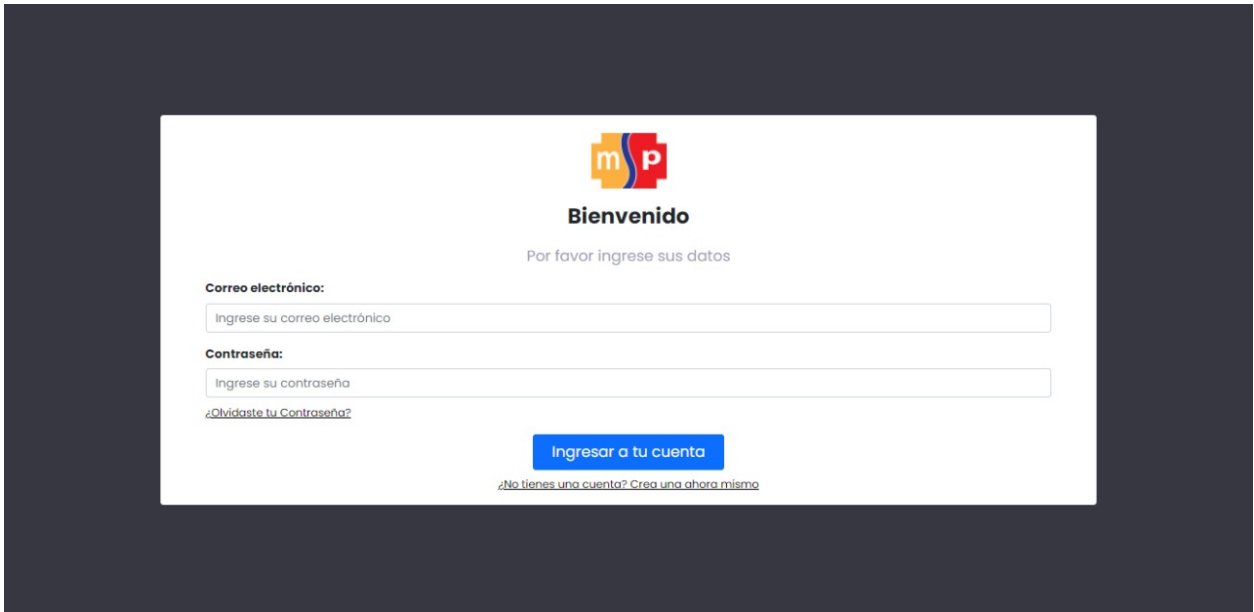 msp
Bienvenido
Por favor ingrese sus datos
Correo electrónico:
Ingrese su correo electrónico
Contraseña:
Ingrese su contraseña
¿Olvidaste tu Contraseña?
Ingresar a tu cuenta
¿No tienes una cuenta? Crea una ahora mismo